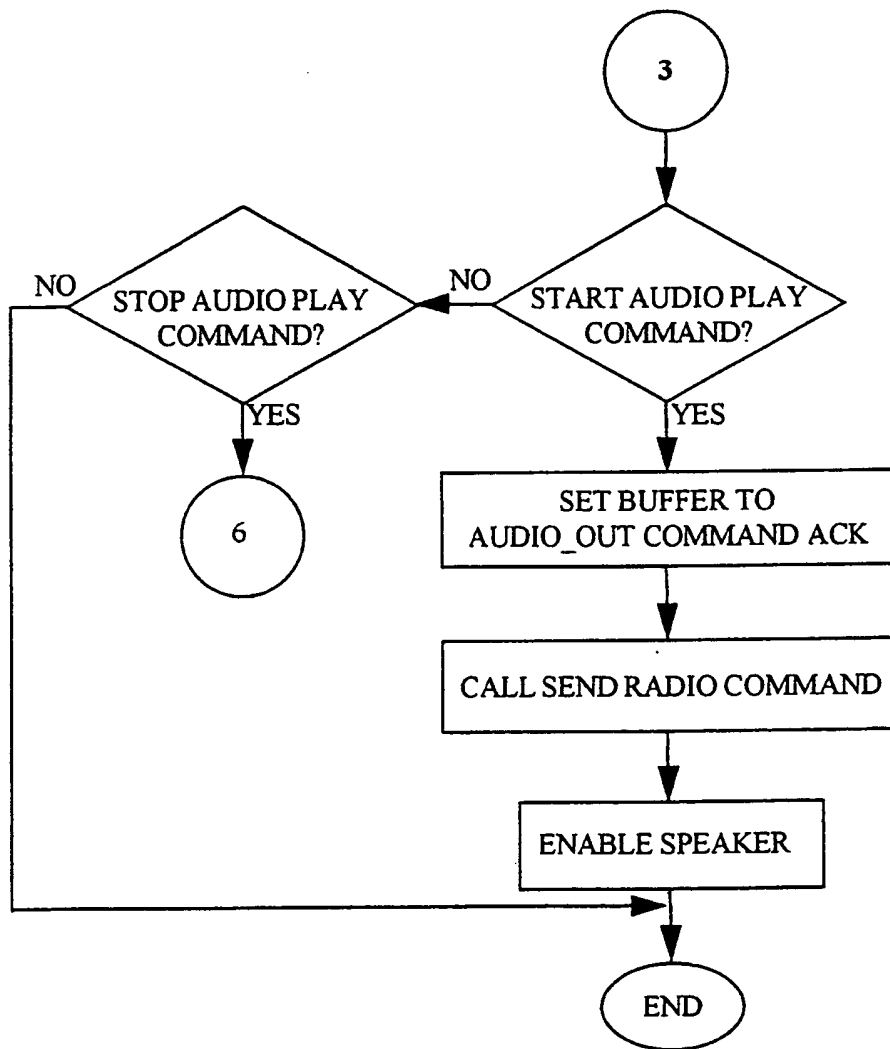 3
START AUDIO PLAY
COMMAND?
NO
STOP AUDIO PLAY
COMMAND?
NO
YES
6
YES
SET BUFFER TO
AUDIO_OUT COMMAND ACK
CALL SEND RADIO COMMAND
ENABLE SPEAKER
END